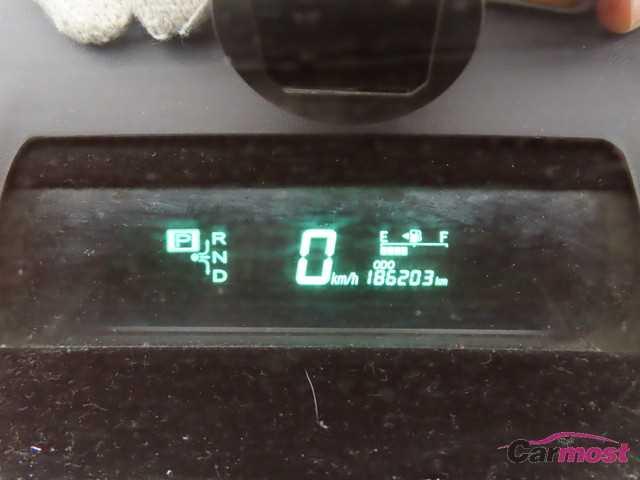 P R
N
D
0 km/h
E F
ODO
186203 km
Carmost